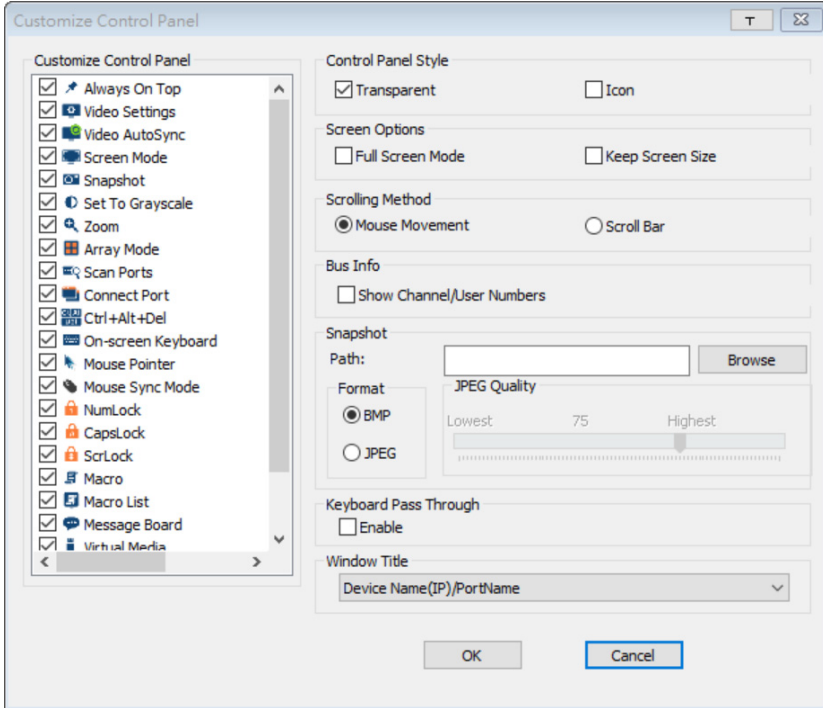 Customize Control Panel
Customize Control Panel
Always On Top
Video Settings
Video AutoSync
Screen Mode
Snapshot
Set To Grayscale
Zoom
Array Mode
Scan Ports
Connect Port
Ctrl+Alt+Del
On-screen Keyboard
Mouse Pointer
Mouse Sync Mode
NumLock
CapsLock
ScrLock
Macro
Macro List
Message Board
Virtual Media
Control Panel Style
Transparent Icon
Screen Options
Full Screen Mode Keep Screen Size
Scrolling Method
Mouse Movement Scroll Bar
Bus Info
Show Channel/User Numbers
Snapshot
Path: Browse
Format
BMP
JPEG
JPEG Quality
Lowest 75 Highest
Keyboard Pass Through
Enable
Window Title
Device Name(IP)/PortName
OK Cancel